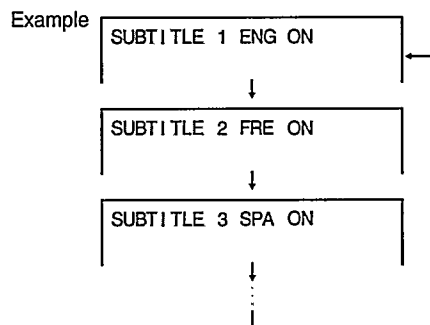 Example
SUBTITLE 1 ENG ON
SUBTITLE 2 FRE ON
SUBTITLE 3 SPA ON